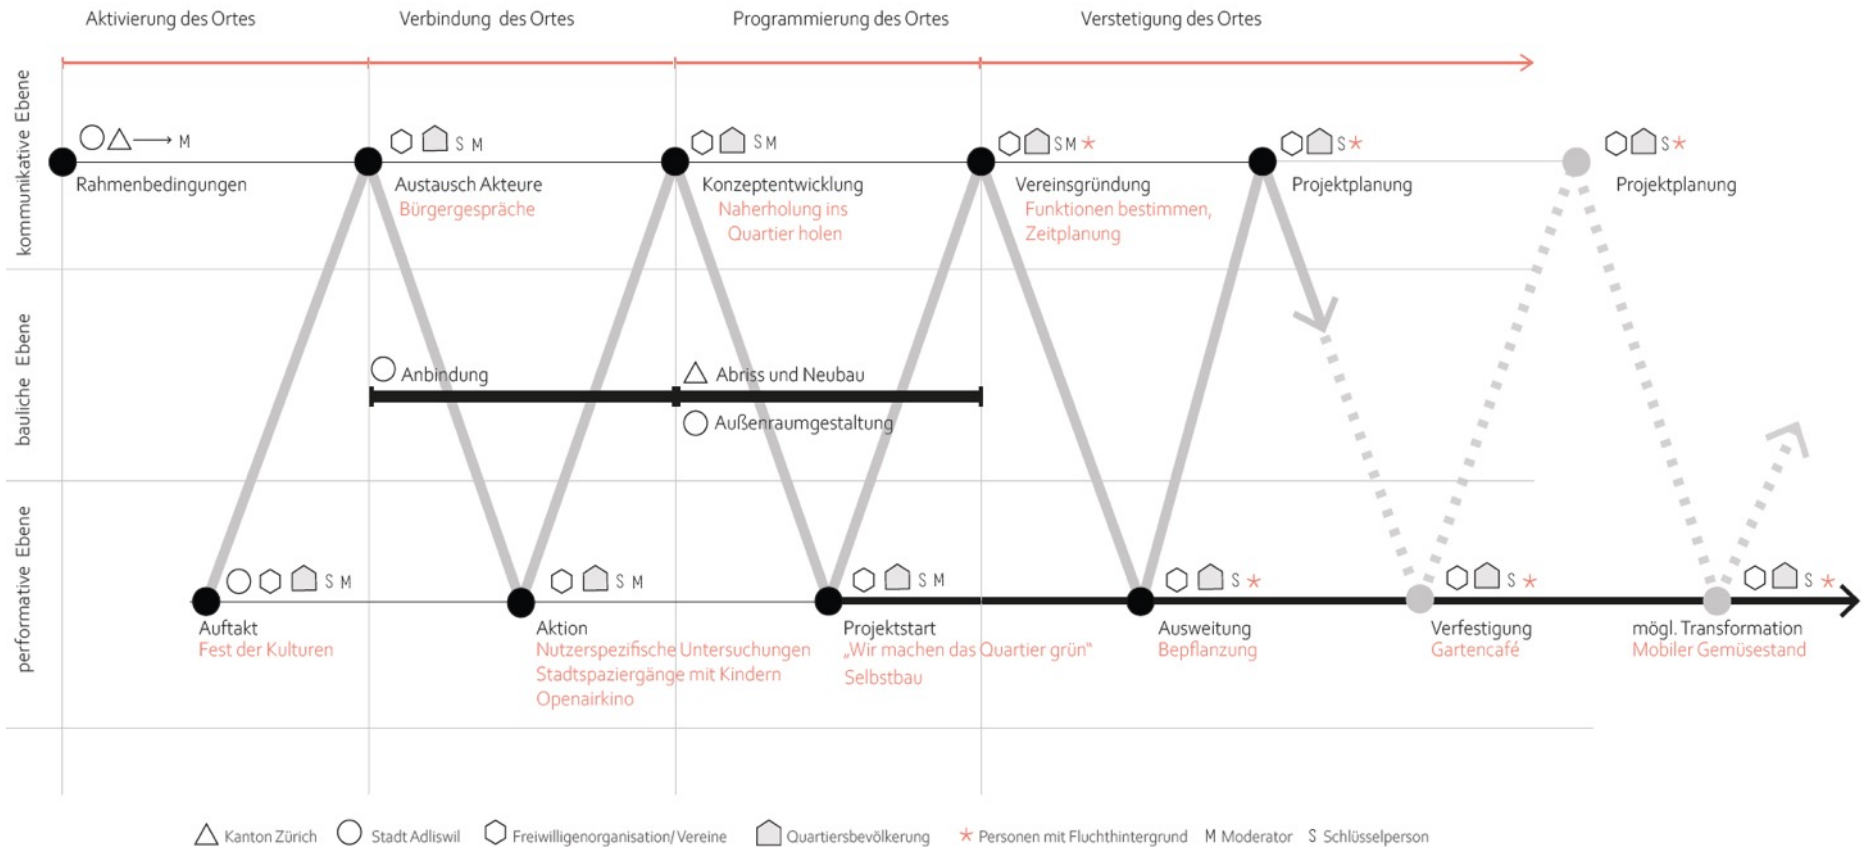 Aktivierung des Ortes
Verbindung des Ortes
Programmierung des Ortes
Verstetigung des Ortes
kommunikative Ebene
M
S M
S M
S M *
S *
S *
Rahmenbedingungen
Austausch Akteure
Bürgergespräche
Konzeptentwicklung
Naherholung ins
Quartier holen
Vereinsgründung
Funktionen bestimmen,
Zeitplanung
Projektplanung
Projektplanung
bauliche Ebene
Anbindung
Abriss und Neubau
Außenraumgestaltung
performative Ebene
S M
S M
S M
S *
S *
S *
Auftakt
Fest der Kulturen
Aktion
Nutzerspezifische Untersuchungen
Stadtspaziergänge mit Kindern
Openairkino
Projektstart
„Wir machen das Quartier grün“
Selbstbau
Ausweitung
Bepflanzung
Verfestigung
Gartencafé
mögl. Transformation
Mobiler Gemüsestand
Kanton Zürich
Stadt Adliswil
Freiwilligenorganisation/Vereine
Quartiersbevölkerung
* Personen mit Fluchthintergrund
M Moderator
S Schlüsselperson